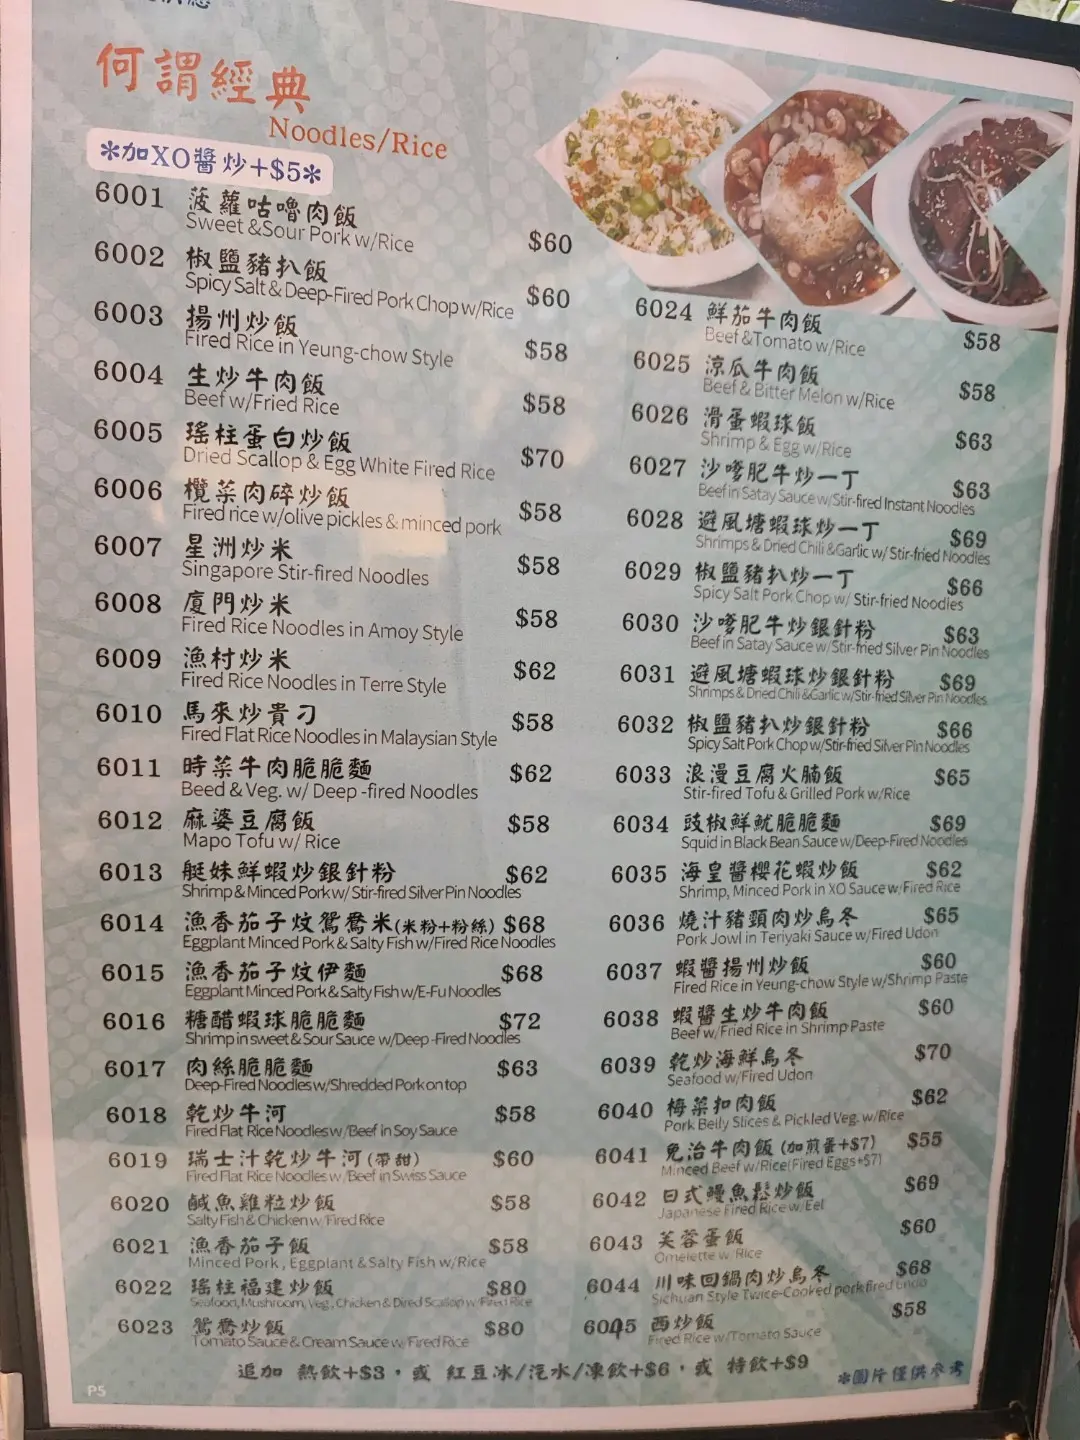 何謂經典
Noodles/Rice
*加XO醬炒+$5*
6001 菠蘿咕嚕肉飯
Sweet &Sour Pork w/Rice $60
6002 椒鹽豬扒飯
Spicy Salt & Deep-Fired Pork Chop w/Rice $60
6003 揚州炒飯
Fired Rice in Yeung-chow Style $58
6004 生炒牛肉飯
Beef w/Fried Rice $58
6005 瑤柱蛋白炒飯
Dried Scallop & Egg White Fired Rice $70
6006 欖菜肉碎炒飯
Fired rice w/olive pickles & minced pork $58
6007 星洲炒米
Singapore Stir-fired Noodles $58
6008 廈門炒米
Fired Rice Noodles in Amoy Style $58
6009 漁村炒米
Fired Rice Noodles in Terre Style $62
6010 馬來炒貴刁
Fired Flat Rice Noodles in Malaysian Style $58
6011 時菜牛肉脆脆麵
Beed & Veg. w/ Deep -fired Noodles $62
6012 麻婆豆腐飯
Mapo Tofu w/ Rice $58
6013 艇妹鮮蝦炒銀針粉 $62
Shrimp & Minced Pork w/ Stir-fired Silver Pin Noodles
6014 漁香茄子炆鴛鴦米(米粉+粉絲) $68
Eggplant Minced Pork & Salty Fish w/Fired Rice Noodles
6015 漁香茄子炆伊麵 $68
Eggplant Minced Pork & Salty Fish w/E-Fu Noodles
6016 糖醋蝦球脆脆麵 $72
Shrimp in sweet & Sour Sauce w/Deep -Fired Noodles
6017 肉絲脆脆麵 $63
Deep-Fired Noodles w/Shredded Pork on top
6018 乾炒牛河 $58
Fired Flat Rice Noodles w/Beef in Soy Sauce
6019 瑞士汁乾炒牛河(帶甜) $60
Fired Flat Rice Noodles w/Beef in Swiss Sauce
6020 鹹魚雞粒炒飯 $58
Salty Fish & Chicken w/Fired Rice
6021 漁香茄子飯 $58
Minced Pork , Eggplant & Salty Fish w/Rice
6022 瑤柱福建炒飯 $80
Seafood, Mushroom, Veg , Chicken & Dired Scallop w/Fired Rice
6023 鴛鴦炒飯 $80
Tomato Sauce & Cream Sauce w/Fired Rice
6024 鮮茄牛肉飯
Beef &Tomato w/Rice $58
6025 涼瓜牛肉飯
Beef & Bitter Melon w/Rice $58
6026 滑蛋蝦球飯
Shrimp & Egg w/Rice $63
6027 沙嗲肥牛炒一丁 $63
Beef in Satay Sauce w/Stir-fired Instant Noodles
6028 避風塘蝦球炒一丁 $69
Shrimps & Dried Chili &Garlic w/ Stir-fried Noodles
6029 椒鹽豬扒炒一丁 $66
Spicy Salt Pork Chop w/ Stir-fried Noodles
6030 沙嗲肥牛炒銀針粉 $63
Beef in Satay Sauce w/Stir-fried Silver Pin Noodles
6031 避風塘蝦球炒銀針粉 $69
Shrimps & Dried Chili &Garlic w/Stir-fried Silver Pin Noodles
6032 椒鹽豬扒炒銀針粉 $66
Spicy Salt Pork Chop w/Stir-fried Silver Pin Noodles
6033 浪漫豆腐火腩飯 $65
Stir-fired Tofu & Grilled Pork w/Rice
6034 豉椒鮮魷脆脆麵 $69
Squid in Black Bean Sauce w/Deep-Fired Noodles
6035 海皇醬櫻花蝦炒飯 $62
Shrimp, Minced Pork in XO Sauce w/Fired Rice
6036 燒汁豬頸肉炒烏冬 $65
Pork Jowl in Teriyaki Sauce w/Fired Udon
6037 蝦醬揚州炒飯 $60
Fired Rice in Yeung-chow Style w/Shrimp Paste
6038 蝦醬生炒牛肉飯 $60
Beef w/Fried Rice in Shrimp Paste
6039 乾炒海鮮烏冬 $70
Seafood w/Fired Udon
6040 梅菜扣肉飯 $62
Pork Belly Slices & Pickled Veg. w/Rice
6041 免治牛肉飯 (加煎蛋+$7) $55
Minced Beef w/Rice(Fired Eggs+$7)
6042 日式鰻魚鬆炒飯 $69
Japanese Fired Rice w/Eel
6043 芙蓉蛋飯 $60
Omelette w/Rice
6044 川味回鍋肉炒烏冬 $68
Sichuan Style Twice-Cooked pork fired Undo
6045 西炒飯 $58
Fired Rice w/Tomato Sauce
追加 熱飲+$3，或 紅豆冰/汽水/凍飲+$6，或 特飲+$9
*圖片僅供參考
P5